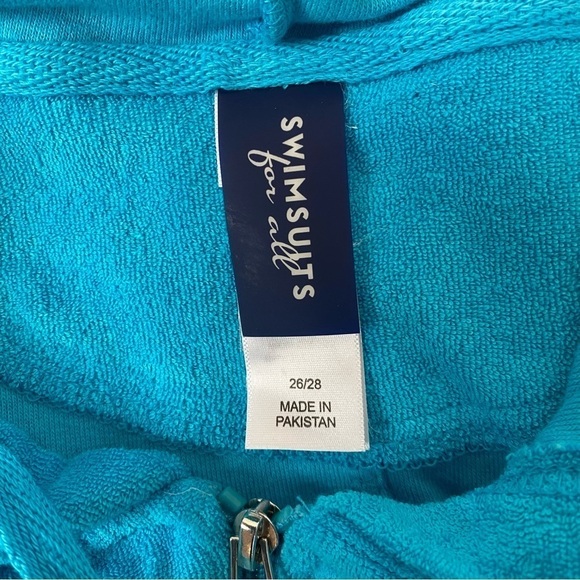 SWIMSUITS
for all
26/28
MADE IN
PAKISTAN